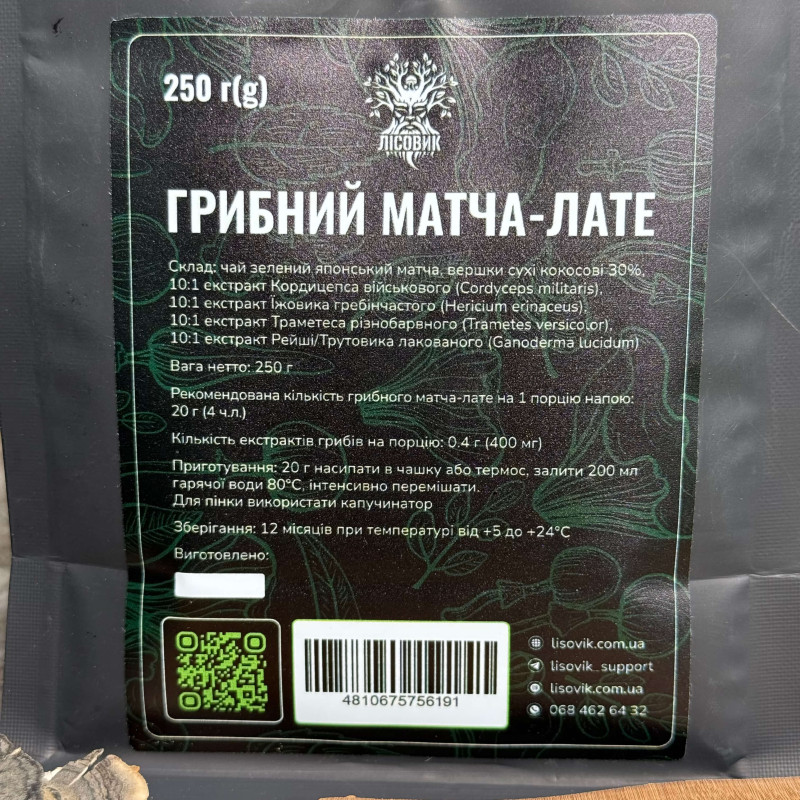 250 г(g)
ЛІСОВИК
ГРИБНИЙ МАТЧА-ЛАТЕ
Склад: чай зелений японський матча, вершки сухі кокосові 30%,
10:1 екстракт Кордицепса військового (Cordyceps militaris),
10:1 екстракт Їжовика гребінчастого (Hericium erinaceus),
10:1 екстракт Траметеса різнобарвного (Trametes versicolor),
10:1 екстракт Рейші/Трутовика лакованого (Ganoderma lucidum)
Вага нетто: 250 г
Рекомендована кількість грибного матча-лате на 1 порцію напою:
20 г (4 ч.л.)
Кількість екстрактів грибів на порцію: 0.4 г (400 мг)
Приготування: 20 г насипати в чашку або термос, залити 200 мл
гарячої води 80°C, інтенсивно перемішати.
Для пінки використати капучинатор
Зберігання: 12 місяців при температурі від +5 до +24°C
Виготовлено:
4810675756191
lisovik.com.ua
lisovik_support
lisovik.com.ua
068 462 64 32